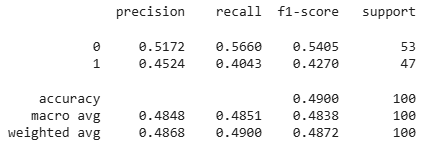 precision recall f1-score support
0 0.5172 0.5660 0.5405 53
1 0.4524 0.4043 0.4270 47
accuracy 0.4900 100
macro avg 0.4848 0.4851 0.4838 100
weighted avg 0.4868 0.4900 0.4872 100